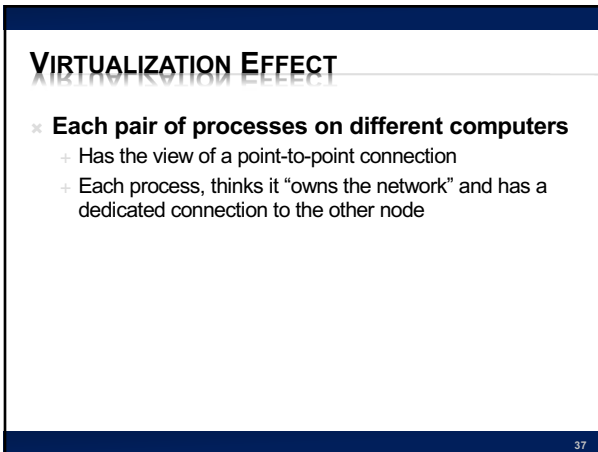 VIRTUALIZATION EFFECT
× Each pair of processes on different computers
+ Has the view of a point-to-point connection
+ Each process, thinks it “owns the network” and has a
dedicated connection to the other node
37